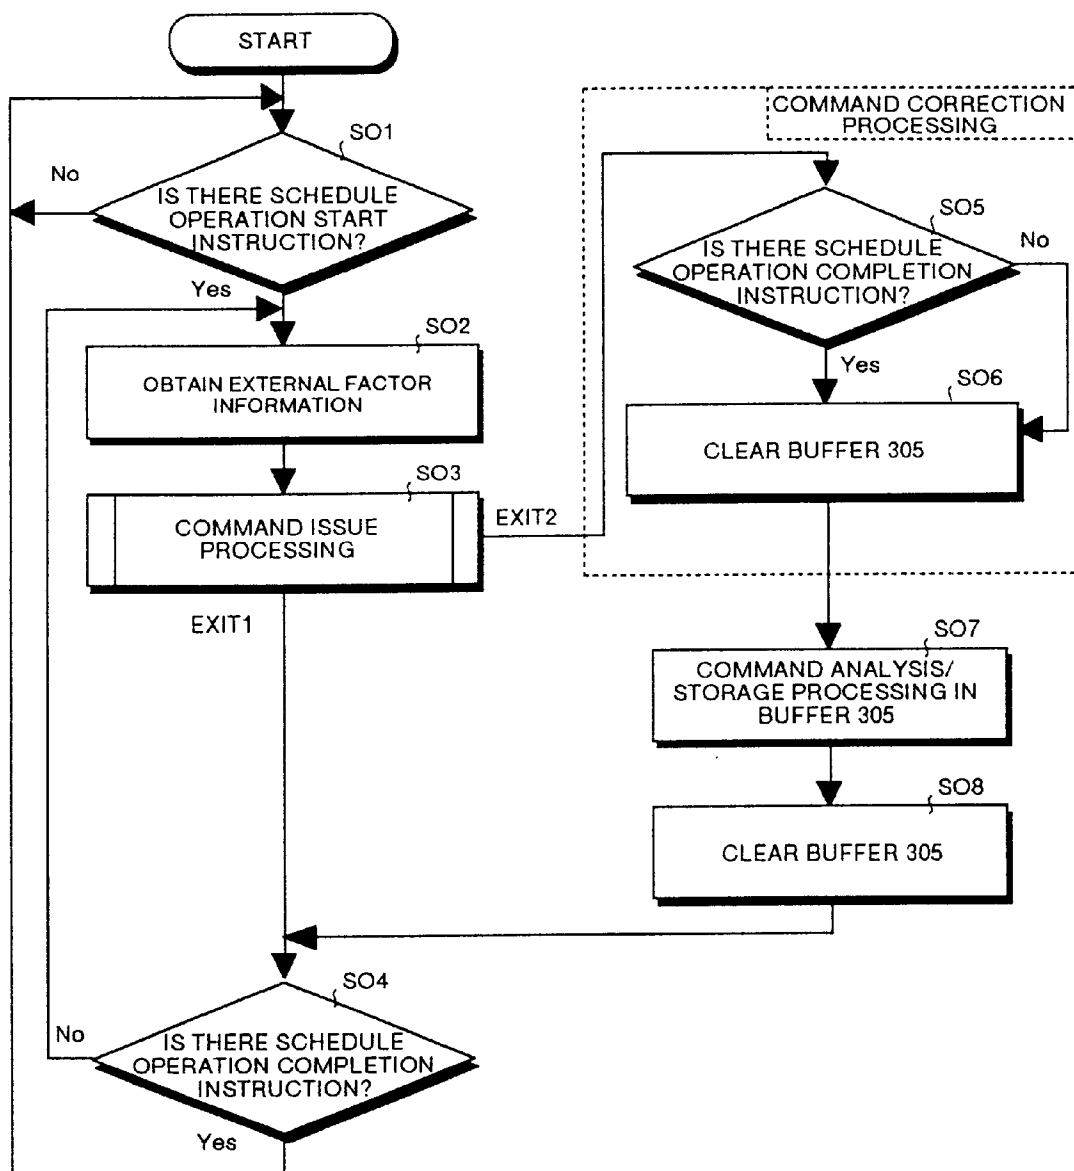 START
SO1
No
IS THERE SCHEDULE
OPERATION START
INSTRUCTION?
Yes
SO2
OBTAIN EXTERNAL FACTOR
INFORMATION
SO3
COMMAND ISSUE
PROCESSING
EXIT2
EXIT1
COMMAND CORRECTION
PROCESSING
SO5
IS THERE SCHEDULE
OPERATION COMPLETION
INSTRUCTION?
No
Yes
SO6
CLEAR BUFFER 305
SO7
COMMAND ANALYSIS/
STORAGE PROCESSING IN
BUFFER 305
SO8
CLEAR BUFFER 305
SO4
No
IS THERE SCHEDULE
OPERATION COMPLETION
INSTRUCTION?
Yes